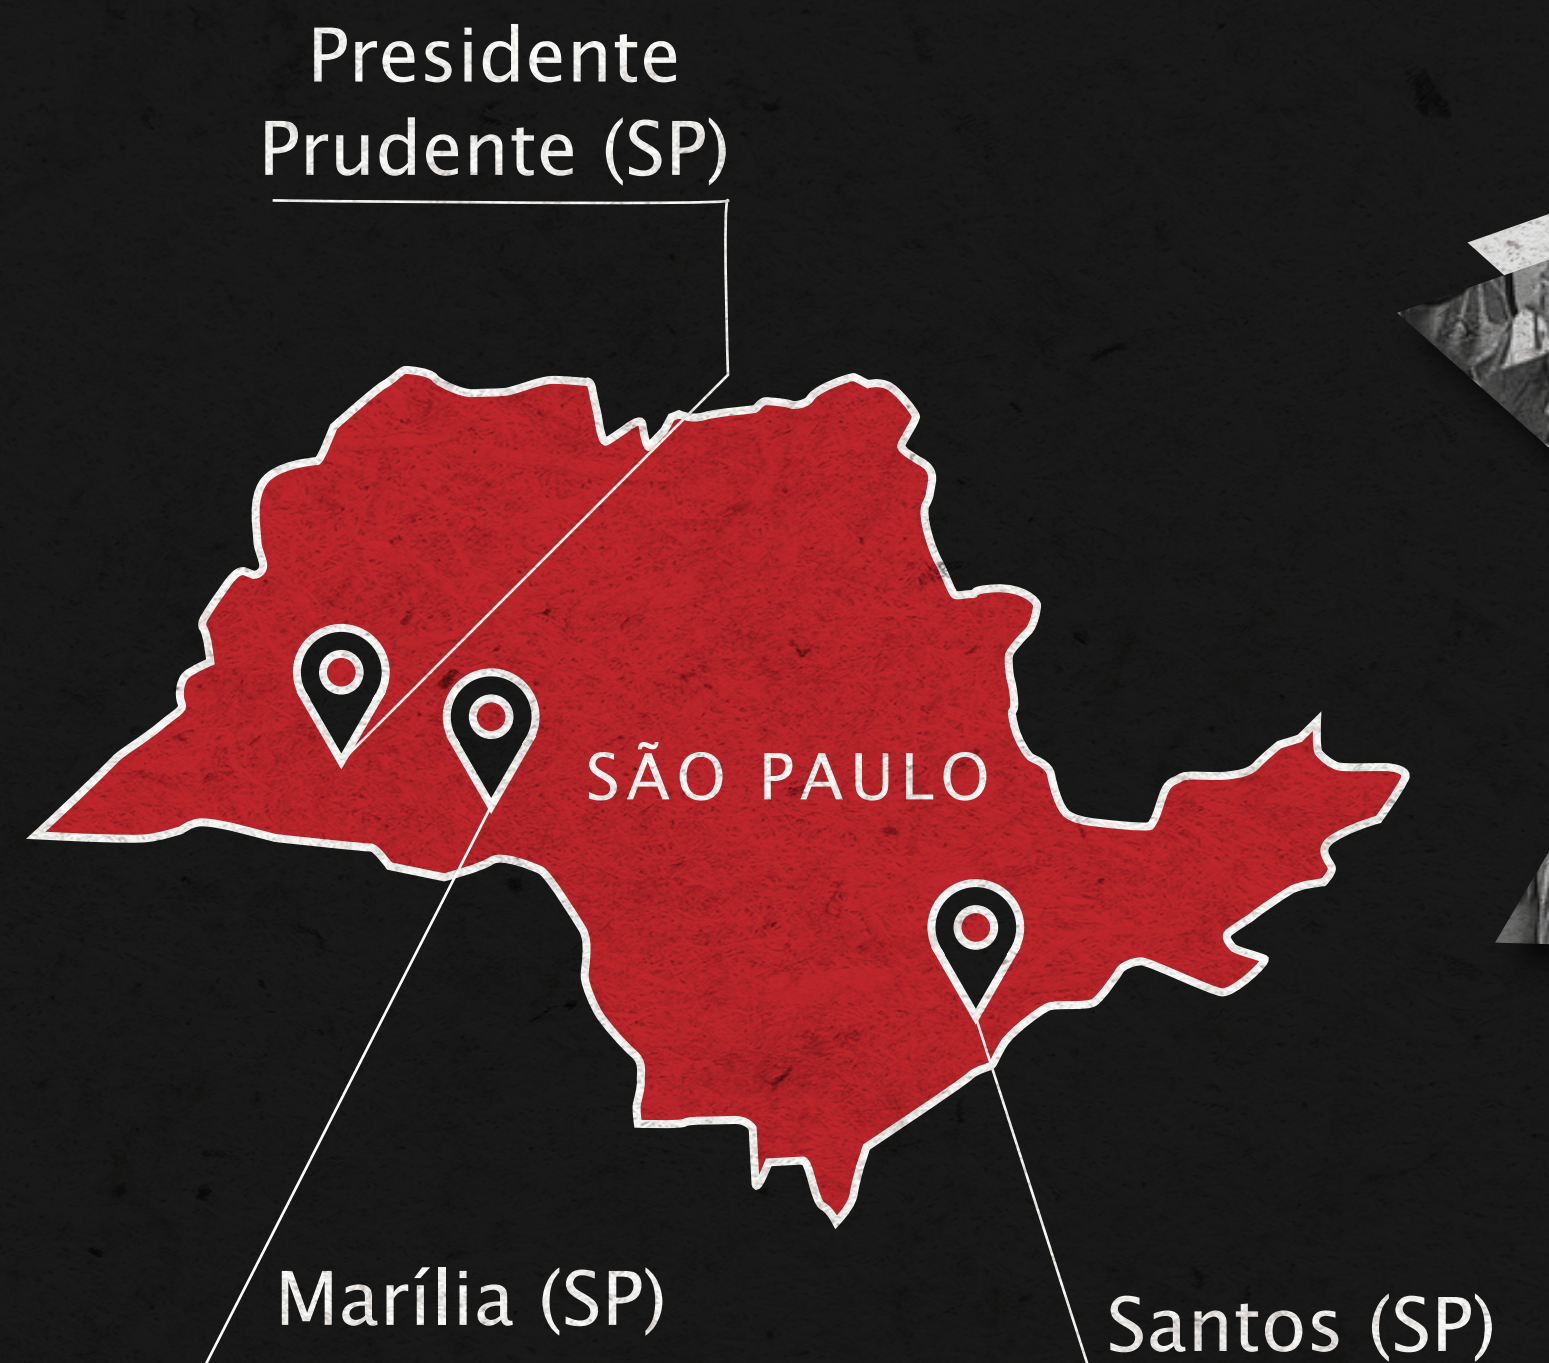 Presidente
Prudente (SP)
SÃO PAULO
Marília (SP)
Santos (SP)